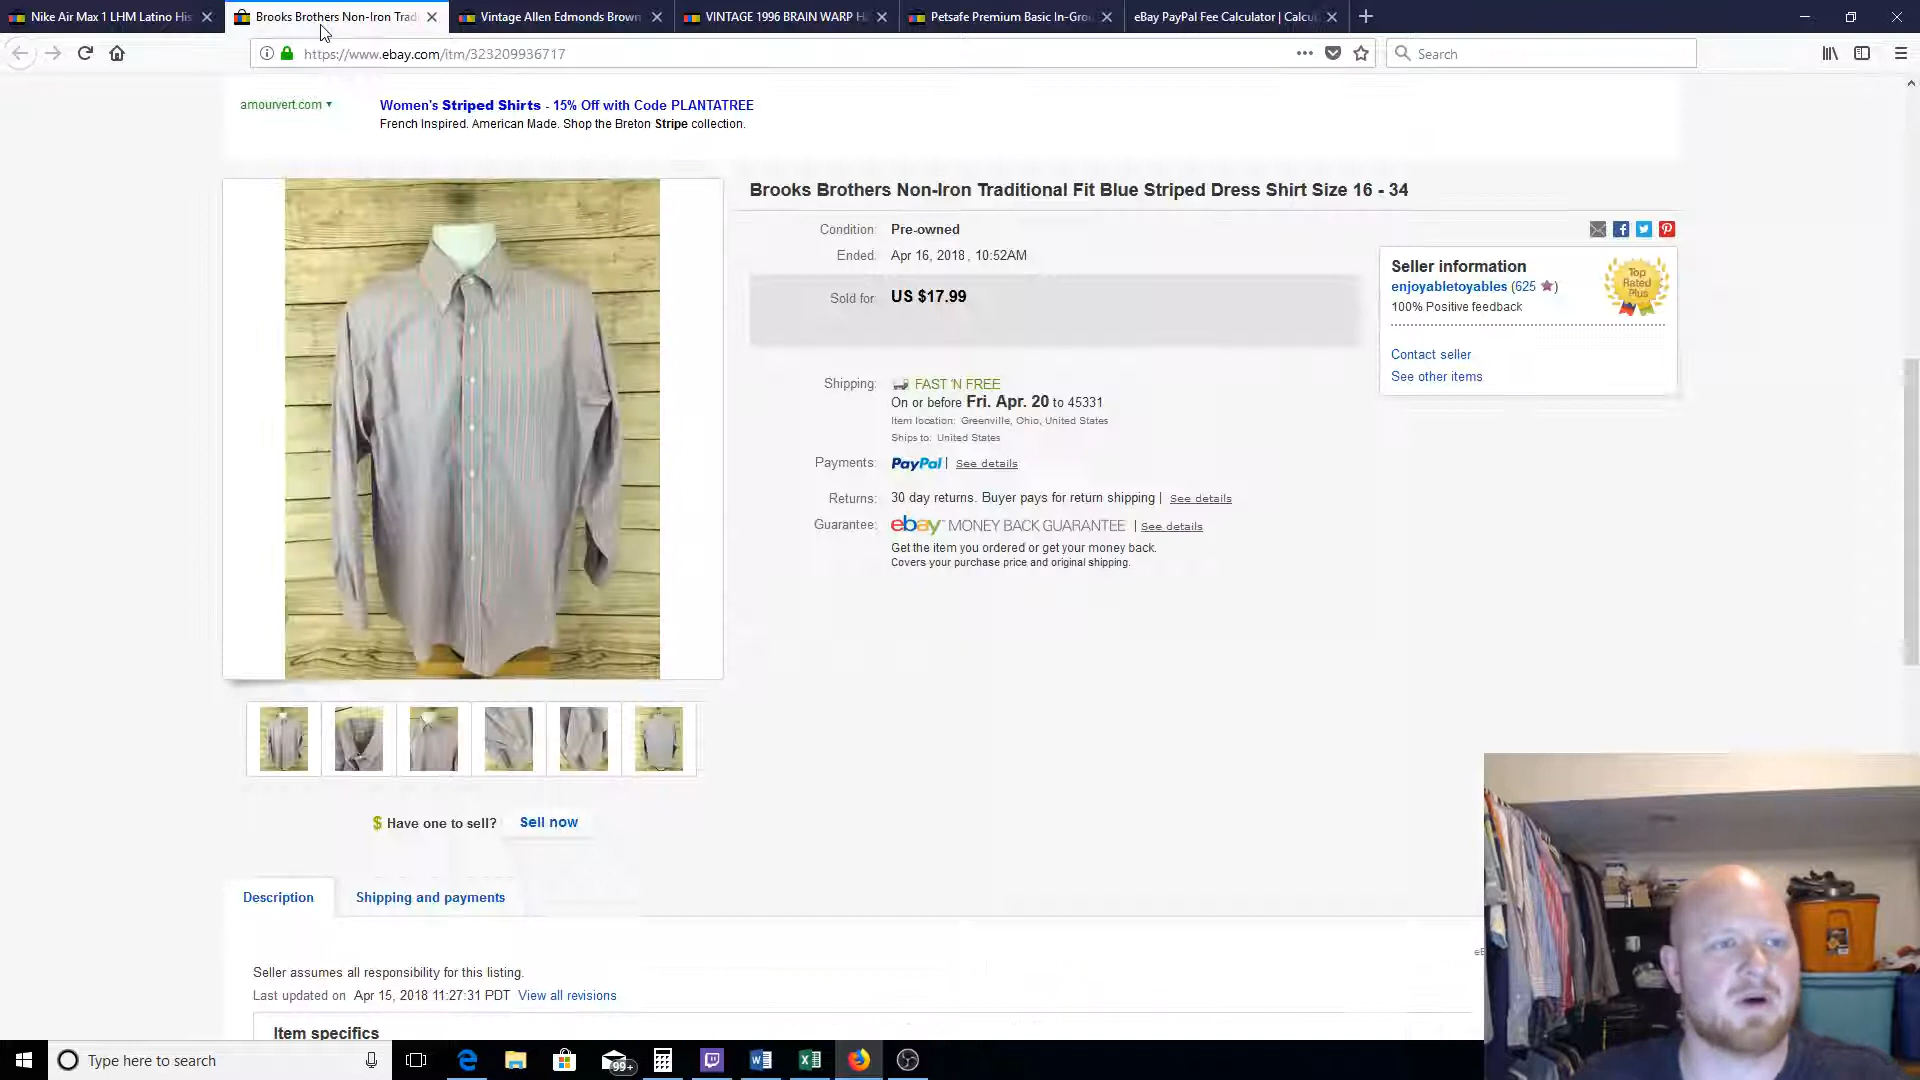 Nike Air Max 1 LHM Latino His
Brooks Brothers Non-Iron Trad
Vintage Allen Edmonds Brown
VINTAGE 1996 BRAIN WARP H
Petsafe Premium Basic In-Grou
eBay PayPal Fee Calculator | Calcul
https://www.ebay.com/itm/323209936717
Search
amourvert.com
Women's Striped Shirts - 15% Off with Code PLANTATREE
French Inspired. American Made. Shop the Breton Stripe collection.
Brooks Brothers Non-Iron Traditional Fit Blue Striped Dress Shirt Size 16 - 34
Condition: Pre-owned
Ended: Apr 16, 2018 , 10:52AM
Sold for: US $17.99
Seller information
enjoyabletoyables (625 ★)
100% Positive feedback
Top Rated Plus
Contact seller
See other items
Shipping: FAST 'N FREE
On or before Fri. Apr. 20 to 45331
Item location: Greenville, Ohio, United States
Ships to: United States
Payments: PayPal | See details
Returns: 30 day returns. Buyer pays for return shipping | See details
Guarantee: ebay MONEY BACK GUARANTEE | See details
Get the item you ordered or get your money back.
Covers your purchase price and original shipping.
$ Have one to sell? Sell now
Description
Shipping and payments
Seller assumes all responsibility for this listing.
Last updated on Apr 15, 2018 11:27:31 PDT View all revisions
Item specifics
Type here to search
99+